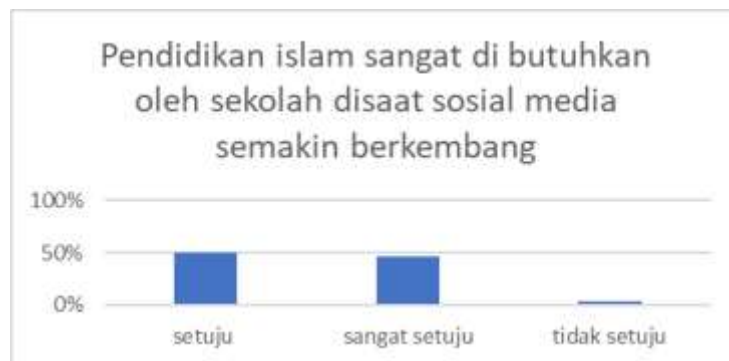 Pendidikan islam sangat di butuhkan
oleh sekolah disaat sosial media
semakin berkembang
100%
50%
0%
setuju
sangat setuju
tidak setuju